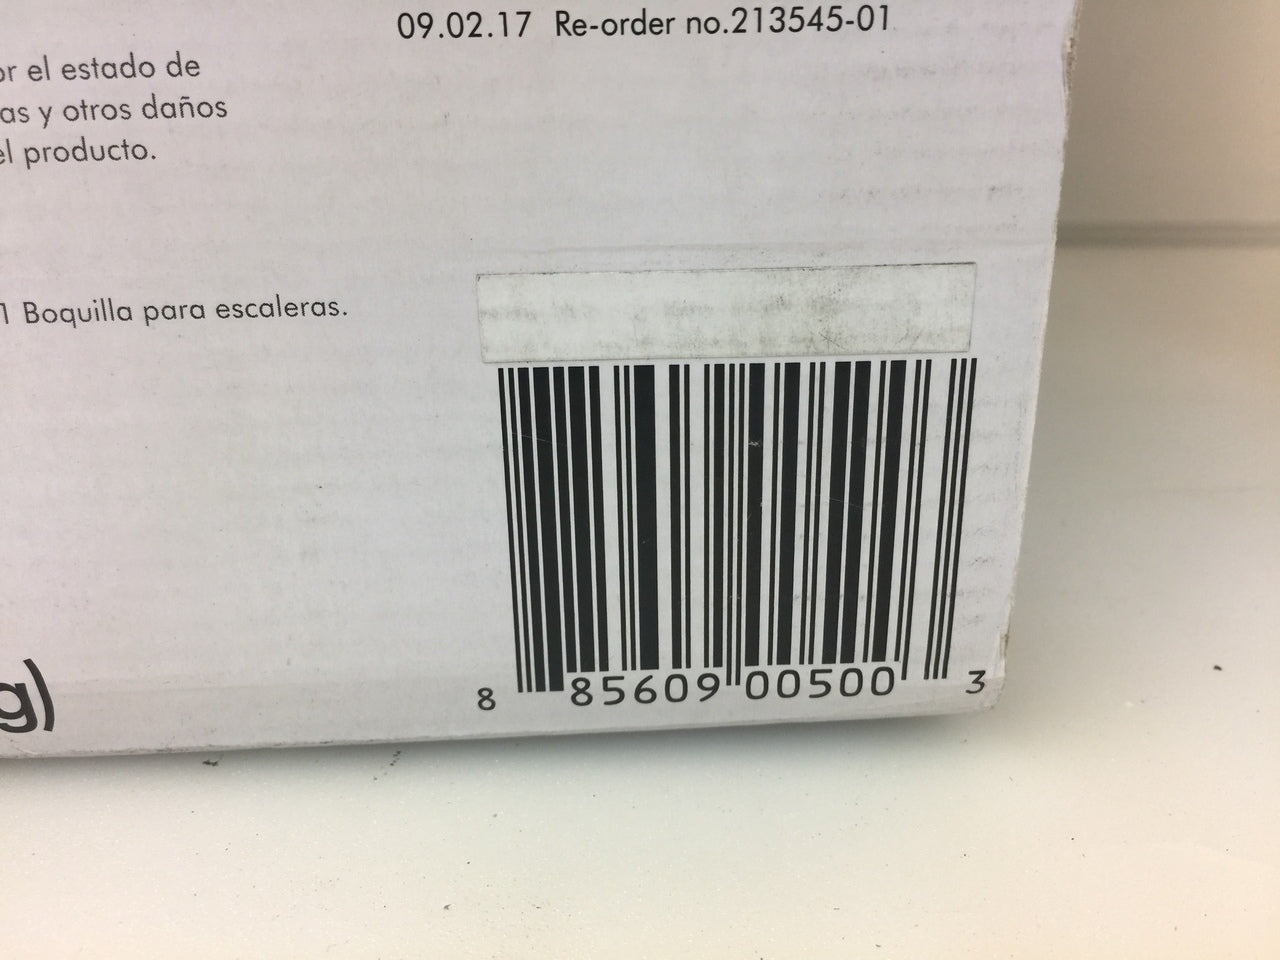 09.02.17 Re-order no.213545-01
or el estado de
as y otros daños
el producto.
1 Boquilla para escaleras.
g)
8 85609 00500 3